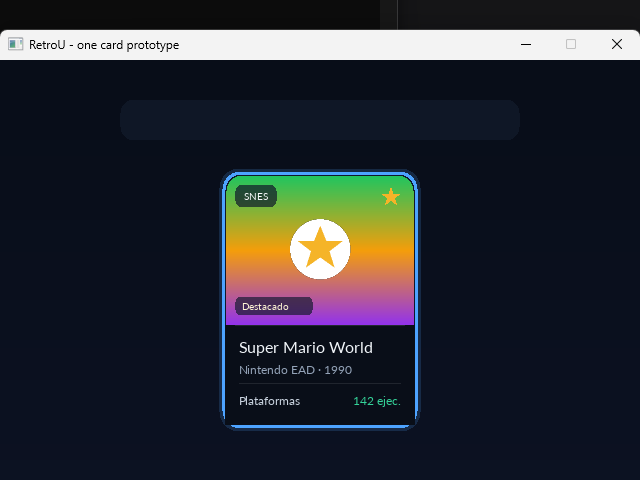 RetroU - one card prototype
SNES
Destacado
Super Mario World
Nintendo EAD · 1990
Plataformas 142 ejec.